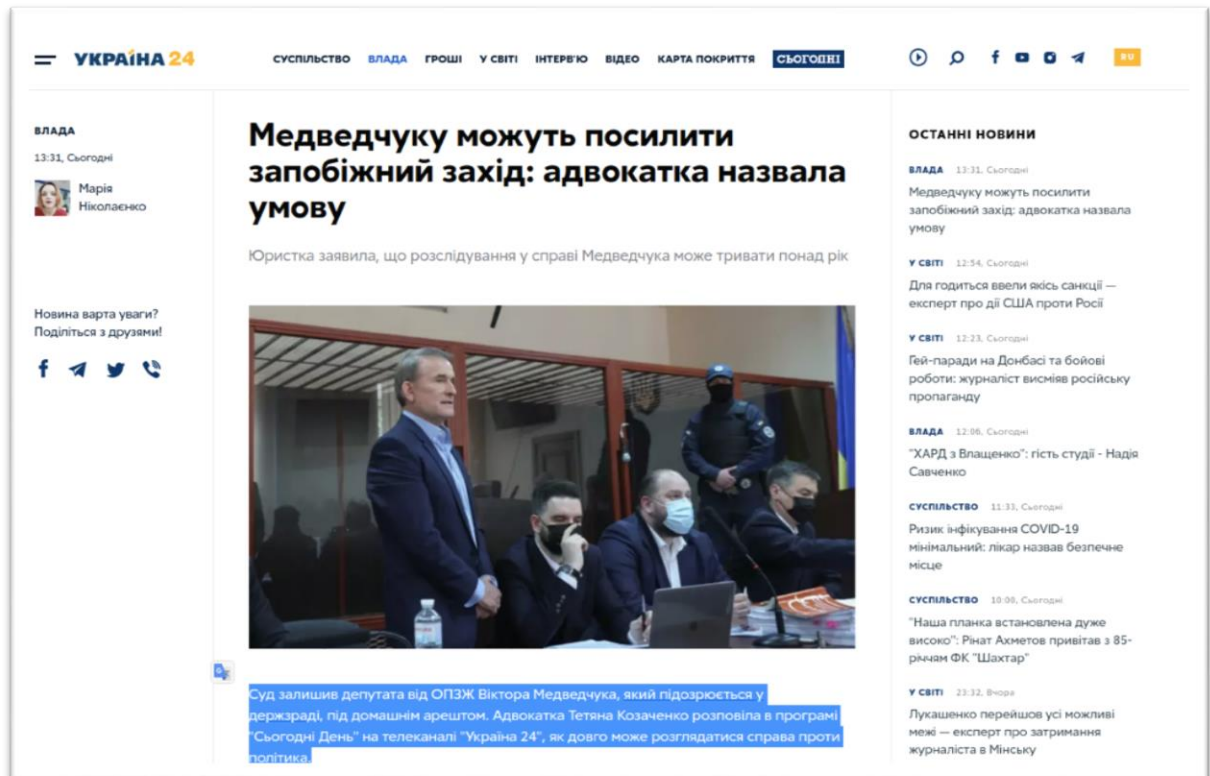 УКРАЇНА 24
СУСПІЛЬСТВО ВЛАДА ГРОШІ У СВІТІ ІНТЕРВ'Ю ВІДЕО КАРТА ПОКРИТТЯ СЬОГОДНІ
RU
ВЛАДА
13:31, Сьогодні
Марія
Ніколаєнко
Новина варта уваги?
Поділіться з друзями!
Медведчуку можуть посилити
запобіжний захід: адвокатка назвала
умову
Юристка заявила, що розслідування у справі Медведчука може тривати понад рік
Суд залишив депутата від ОПЗЖ Віктора Медведчука, який підозрюється у
держзраді, під домашнім арештом. Адвокатка Тетяна Козаченко розповіла в програмі
"Сьогодні День" на телеканалі "Україна 24", як довго може розглядатися справа проти
політика.
ОСТАННІ НОВИНИ
ВЛАДА 13:31, Сьогодні
Медведчуку можуть посилити
запобіжний захід: адвокатка назвала
умову
У СВІТІ 12:54, Сьогодні
Для годиться ввели якісь санкції —
експерт про дії США проти Росії
У СВІТІ 12:23, Сьогодні
Гей-паради на Донбасі та бойові
роботи: журналіст висміяв російську
пропаганду
ВЛАДА 12:06, Сьогодні
"ХАРД з Влащенко": гість студії - Надія
Савченко
СУСПІЛЬСТВО 11:33, Сьогодні
Ризик інфікування COVID-19
мінімальний: лікар назвав безпечне
місце
СУСПІЛЬСТВО 10:00, Сьогодні
"Наша планка встановлена дуже
високо": Рінат Ахметов привітав з 85-
річчям ФК "Шахтар"
У СВІТІ 23:32, Вчора
Лукашенко перейшов усі можливі
межі — експерт про затримання
журналіста в Мінську